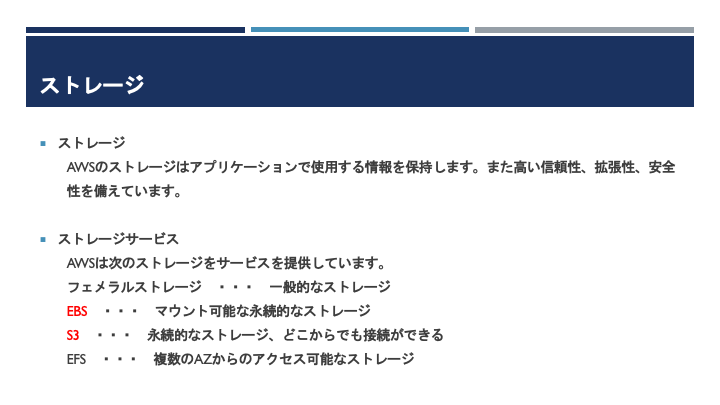 ストレージ
ストレージ
AWSのストレージはアプリケーションで使用する情報を保持します。また高い信頼性、拡張性、安全
性を備えています。
ストレージサービス
AWSは次のストレージをサービスを提供しています。
フェメラルストレージ　・・・　一般的なストレージ
EBS　・・・　マウント可能な永続的なストレージ
S3　・・・　永続的なストレージ、どこからでも接続ができる
EFS　・・・　複数のAZからのアクセス可能なストレージ